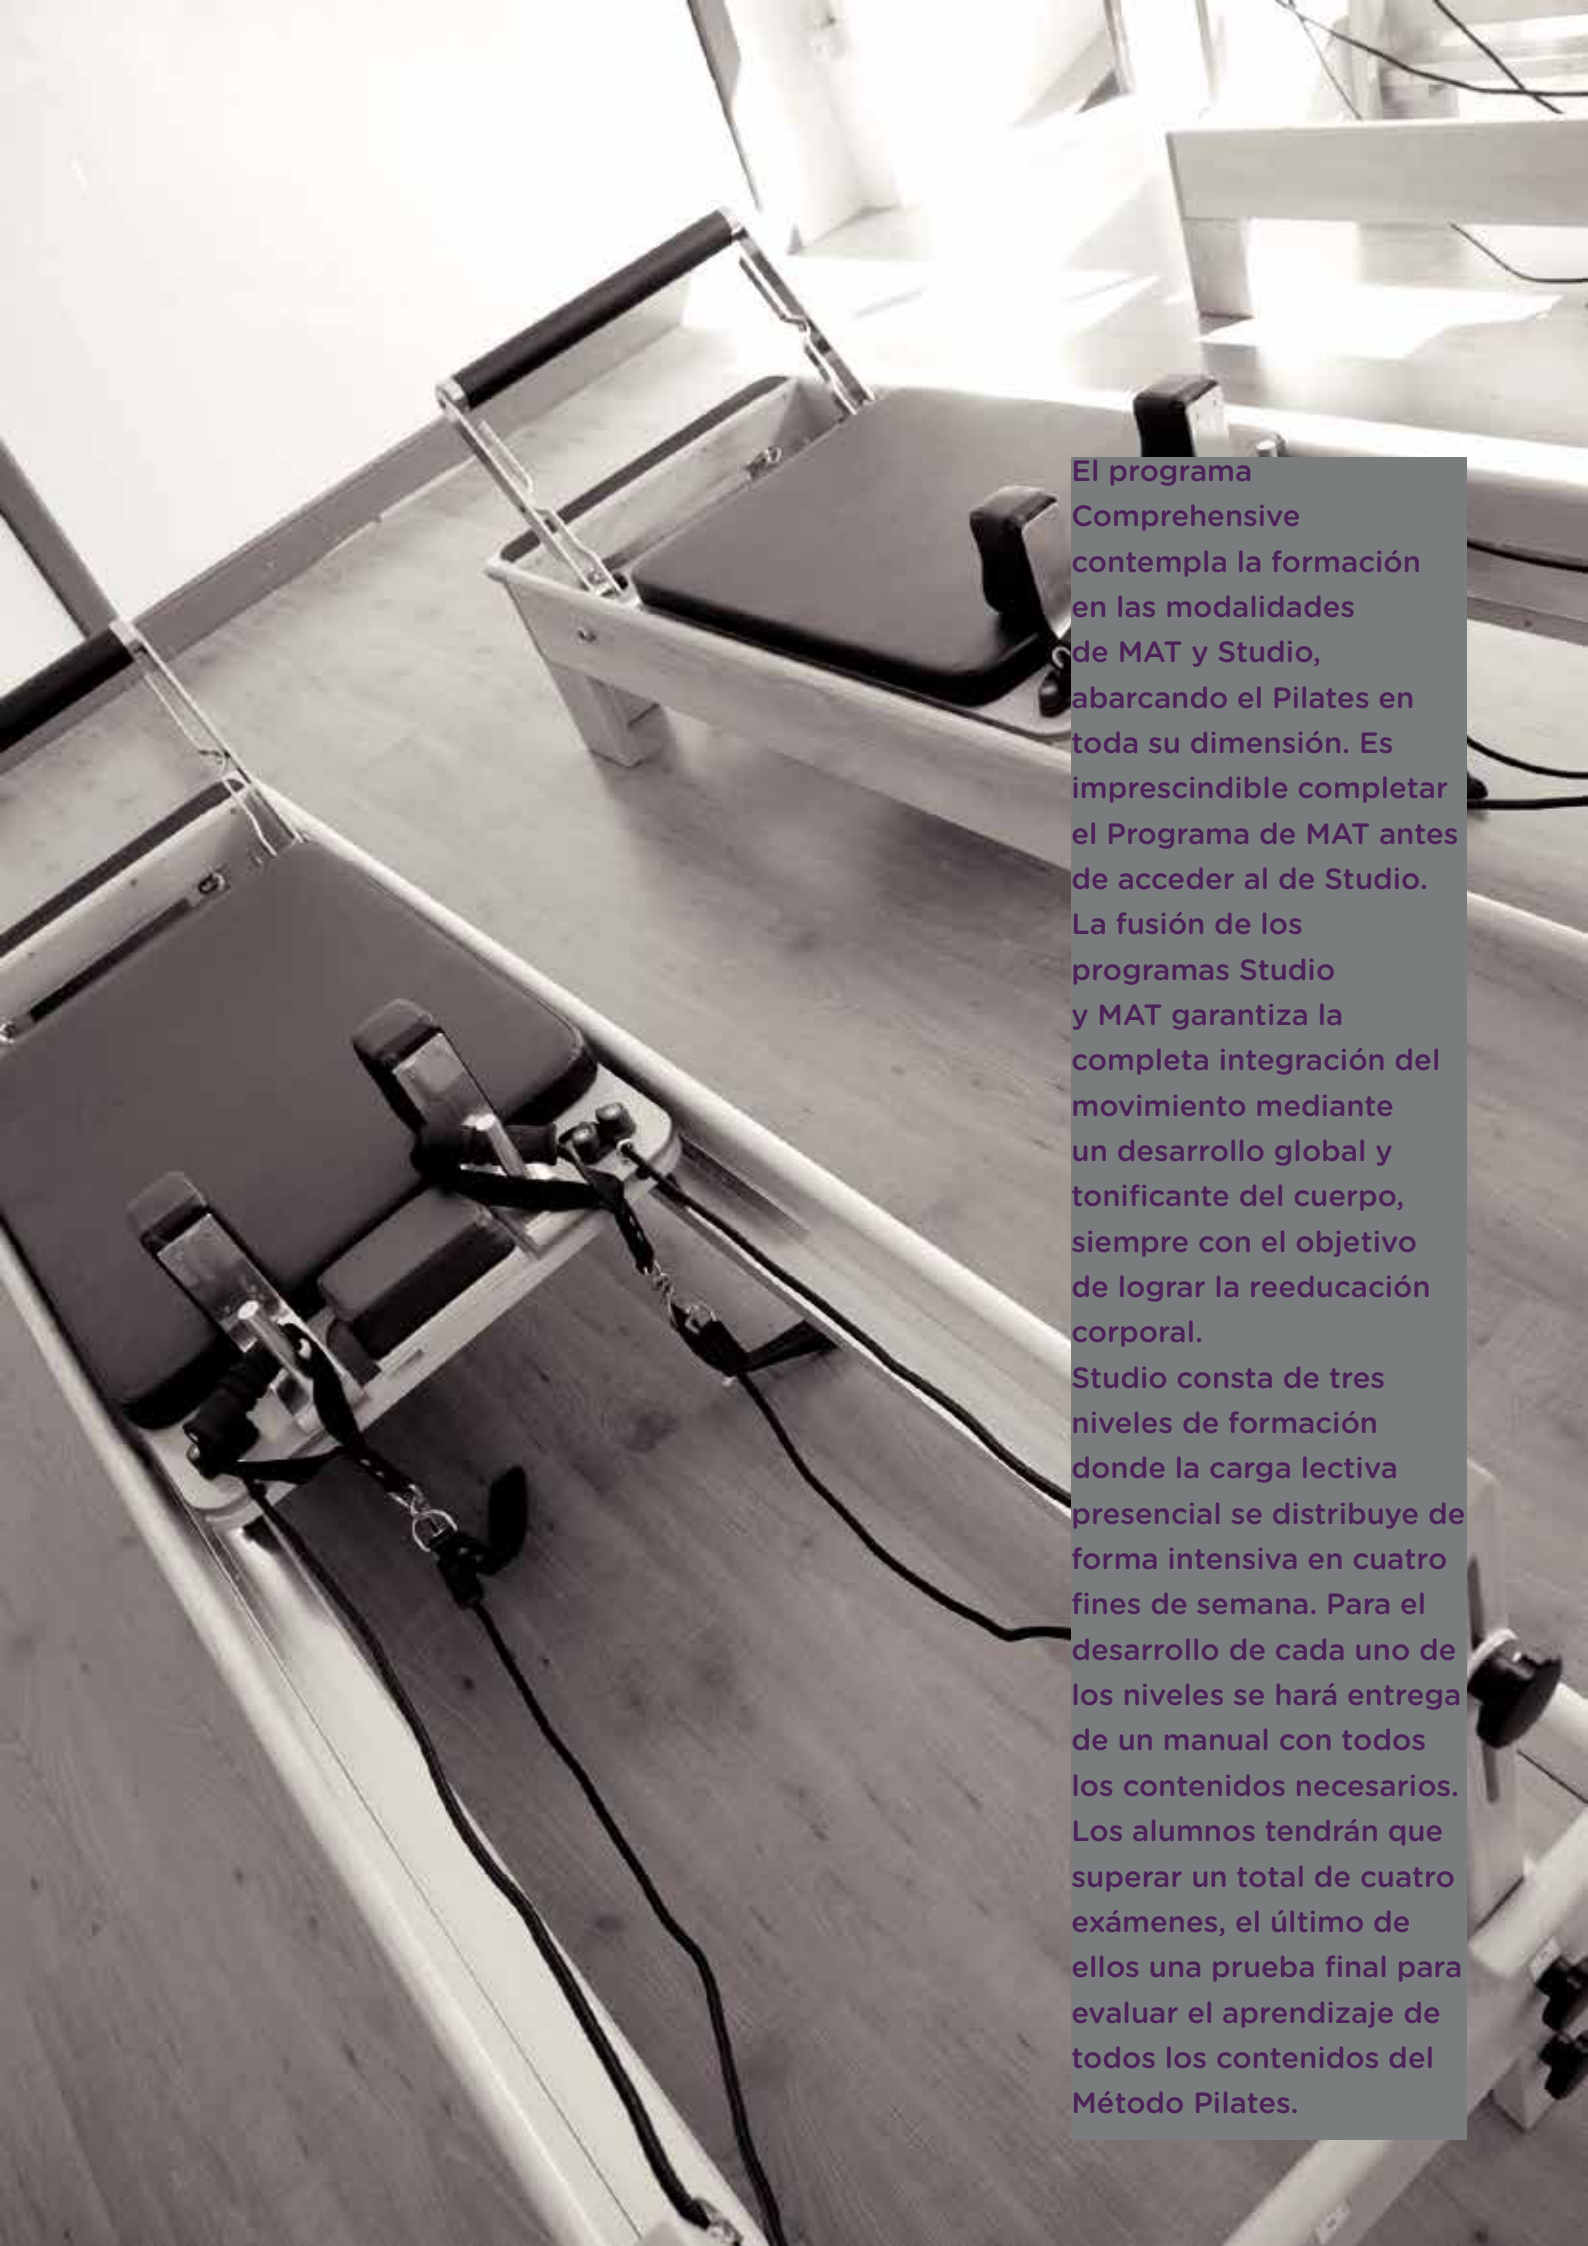 El programa
Comprehensive
contempla la formación
en las modalidades
de MAT y Studio,
abarcando el Pilates en
toda su dimensión. Es
imprescindible completar
el Programa de MAT antes
de acceder al de Studio.
La fusión de los
programas Studio
y MAT garantiza la
completa integración del
movimiento mediante
un desarrollo global y
tonificante del cuerpo,
siempre con el objetivo
de lograr la reeducación
corporal.
Studio consta de tres
niveles de formación
donde la carga lectiva
presencial se distribuye de
forma intensiva en cuatro
fines de semana. Para el
desarrollo de cada uno de
los niveles se hará entrega
de un manual con todos
los contenidos necesarios.
Los alumnos tendrán que
superar un total de cuatro
exámenes, el último de
ellos una prueba final para
evaluar el aprendizaje de
todos los contenidos del
Método Pilates.